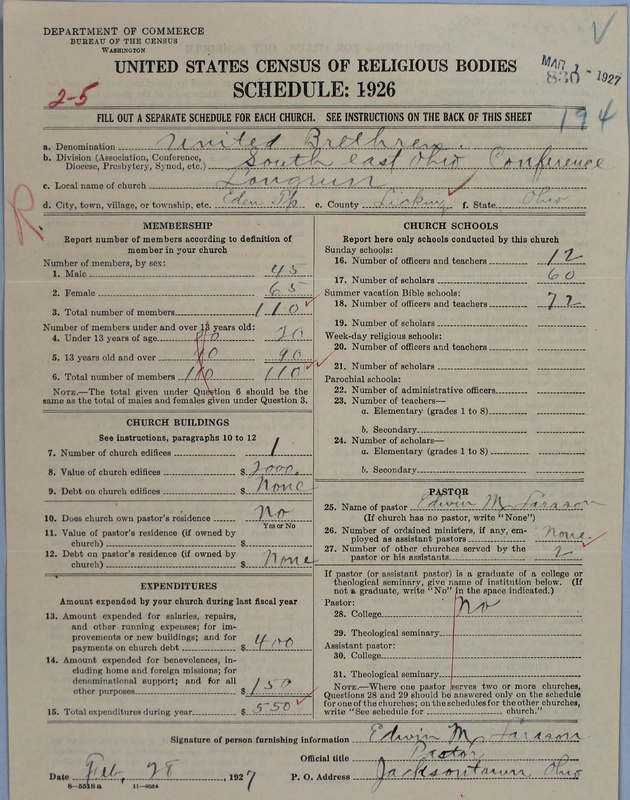 DEPARTMENT OF COMMERCE
BUREAU OF THE CENSUS
WASHINGTON
UNITED STATES CENSUS OF RELIGIOUS BODIES
SCHEDULE: 1926
MAR 1 - 1927
2-5
194
FILL OUT A SEPARATE SCHEDULE FOR EACH CHURCH. SEE INSTRUCTIONS ON THE BACK OF THIS SHEET
a. Denomination United Brethren
b. Division (Association, Conference, Diocese, Presbytery, Synod, etc.) South east Ohio Conference
c. Local name of church Longrun
d. City, town, village, or township, etc. Eden Tp. e. County Licking f. State Ohio
R
MEMBERSHIP
Report number of members according to definition of
member in your church
Number of members, by sex:
1. Male 45
2. Female 65
3. Total number of members 110
Number of members under and over 13 years old:
4. Under 13 years of age 20
5. 13 years old and over 90
6. Total number of members 110 110
NOTE.—The total given under Question 6 should be
same as the total of males and females given under Question 3.
CHURCH BUILDINGS
See instructions, paragraphs 10 to 12
7. Number of church edifices 1
8. Value of church edifices $ 2000.
9. Debt on church edifices $ None
10. Does church own pastor's residence No
Yes or No
11. Value of pastor's residence (if owned by
church) $
12. Debt on pastor's residence (if owned by
church) $ None
EXPENDITURES
Amount expended by your church during last fiscal year
13. Amount expended for salaries, repairs,
and other running expenses; for im-
provements or new buildings; and for
payments on church debt $ 400
14. Amount expended for benevolences, in-
cluding home and foreign missions; for
denominational support; and for all
other purposes $ 150
15. Total expenditures during year $ 550
CHURCH SCHOOLS
Report here only schools conducted by this church
Sunday schools:
16. Number of officers and teachers 12
17. Number of scholars 60
Summer vacation Bible schools:
18. Number of officers and teachers 72
19. Number of scholars
Week-day religious schools:
20. Number of officers and teachers
21. Number of scholars
Parochial schools:
22. Number of administrative officers
23. Number of teachers—
a. Elementary (grades 1 to 8)
b. Secondary
24. Number of scholars—
a. Elementary (grades 1 to 8)
b. Secondary
PASTOR
25. Name of pastor Edwin M. Larason
(If church has no pastor, write "None")
26. Number of ordained ministers, if any, em-
ployed as assistant pastors None.
27. Number of other churches served by the
pastor or his assistants 2
If pastor (or assistant pastor) is a graduate of a college or
theological seminary, give name of institution below. (If
not a graduate, write "No" in the space indicated.)
Pastor: No
28. College
29. Theological seminary
Assistant pastor:
30. College
31. Theological seminary
NOTE.—Where one pastor serves two or more churches,
Questions 28 and 29 should be answered only on the schedule
for one of the churches; on the schedules for the other churches,
write "See schedule for church."
Signature of person furnishing information Edwin M. Larason
Official title Pastor
Date Feb. 28 1927 P. O. Address Jacksontown Ohio
8-5518a 11-9054